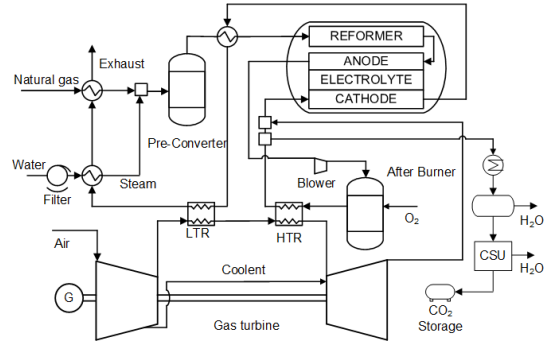 REFORMER
Exhaust
ANODE
Natural gas
ELECTROLYTE
CATHODE
Pre-Converter
Water
Steam
Blower
After Burner
Filter
O2
H2O
LTR
HTR
Air
CSU
H2O
Coolent
G
CO2
Storage
Gas turbine